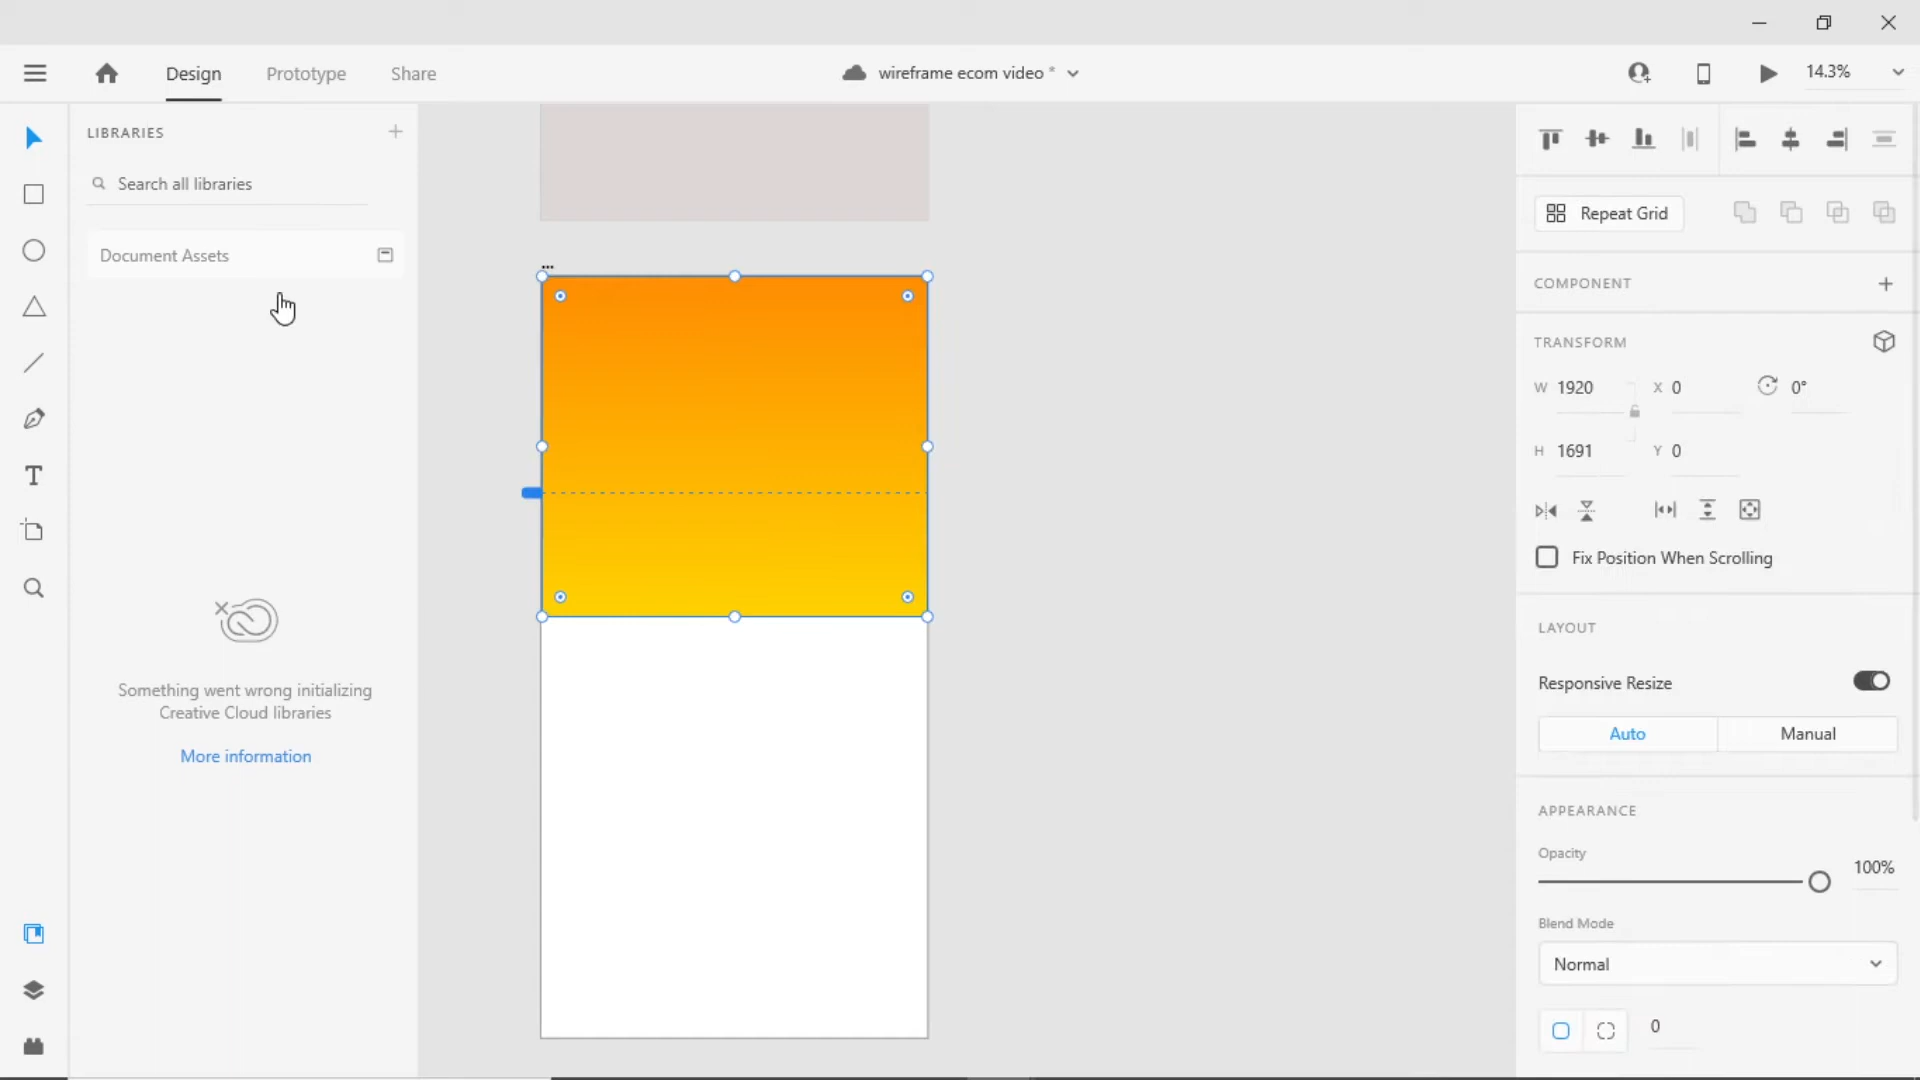 Design
Prototype
Share
wireframe ecom video *
14.3%
LIBRARIES
Search all libraries
Document Assets
Something went wrong initializing
Creative Cloud libraries
More information
...
Repeat Grid
COMPONENT
TRANSFORM
W 1920 X 0 0°
H 1691 Y 0
Fix Position When Scrolling
LAYOUT
Responsive Resize
Auto
Manual
APPEARANCE
Opacity
100%
Blend Mode
Normal
0